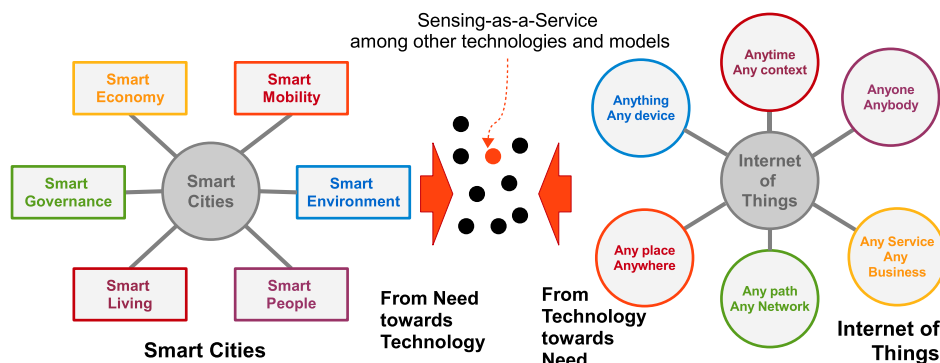 Sensing-as-a-Service
among other technologies and models
Smart
Economy
Smart
Mobility
Smart
Governance
Smart
Cities
Smart
Environment
Smart
Living
Smart
People
Smart Cities
From Need
towards
Technology
From
Technology
towards
Need
Anytime
Any context
Anything
Any device
Anyone
Anybody
Internet
of
Things
Any place
Anywhere
Any Service
Any
Business
Any path
Any Network
Internet of
Things